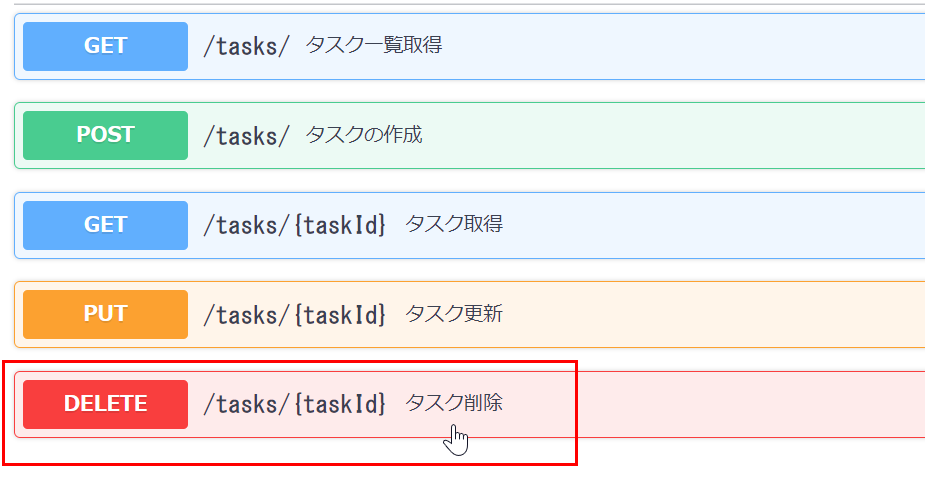 GET /tasks/ タスク一覧取得
POST /tasks/ タスクの作成
GET /tasks/{taskId} タスク取得
PUT /tasks/{taskId} タスク更新
DELETE /tasks/{taskId} タスク削除